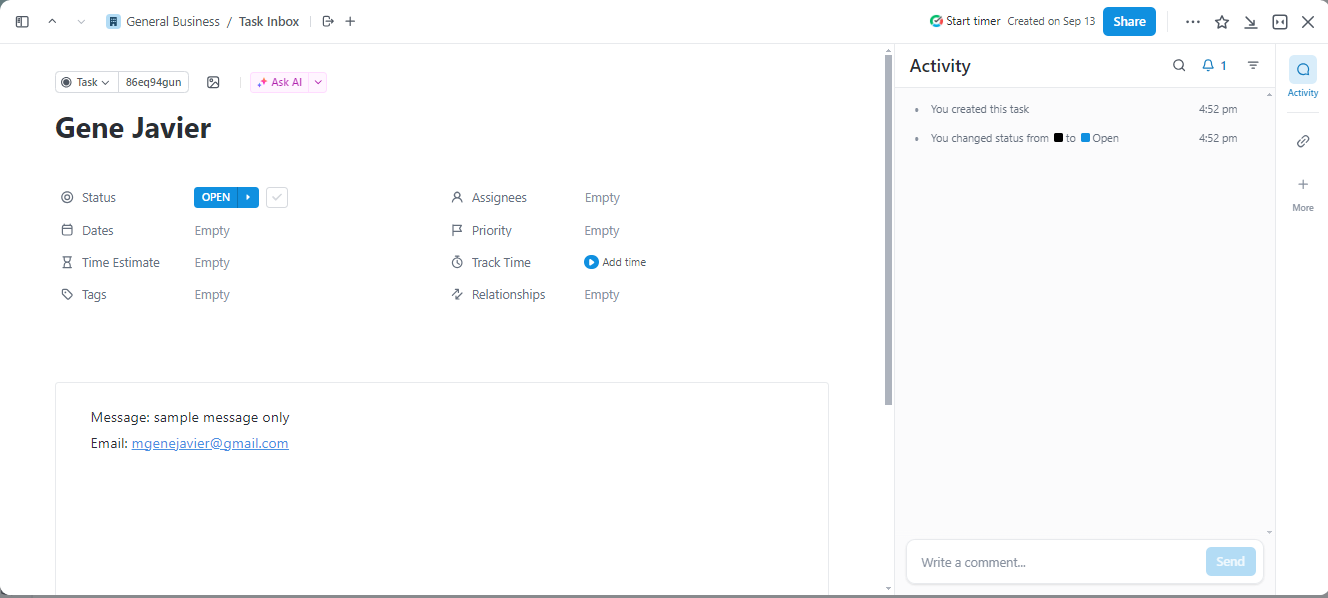 General Business / Task Inbox
Start timer Created on Sep 13 Share
Task 86eq94gun Ask AI
Gene Javier
Status OPEN Assignees Empty
Dates Empty Priority Empty
Time Estimate Empty Track Time Add time
Tags Empty Relationships Empty
Message: sample message only
Email: mgenejavier@gmail.com
Activity 1
You created this task 4:52 pm
You changed status from to Open 4:52 pm
Write a comment... Send
Activity
More